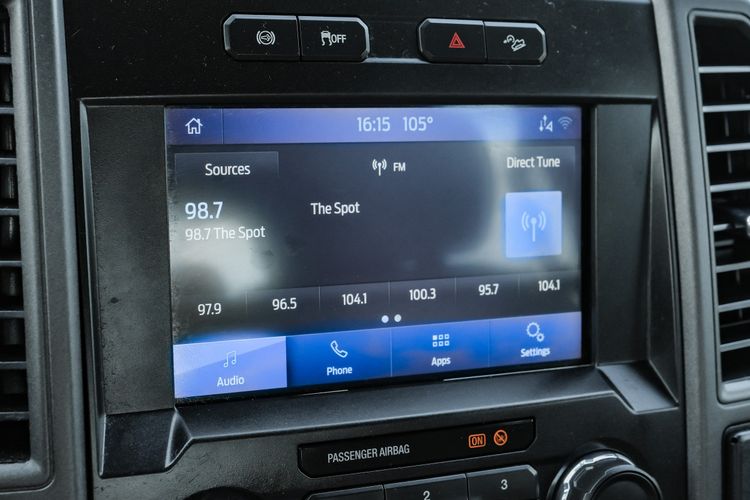 OFF
16:15 105°
Sources FM Direct Tune
98.7 The Spot
98.7 The Spot
97.9 96.5 104.1 100.3 95.7 104.1
Audio Phone Apps Settings
PASSENGER AIRBAG ON
2 3